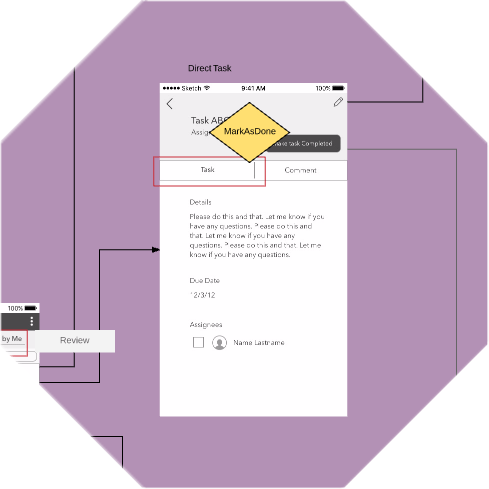 Direct Task
Sketch 9:41 AM 100%
Task AB
MarkAsDone
Assig
task Completed
Task Comment
Details
Please do this and that. Let me know if you
have any questions. Please do this and
that. Let me know if you have any
questions. Please do this and that. Let me
know if you have any questions.
Due Date
12/3/12
Assignees
Name Lastname
100%
by Me
Review